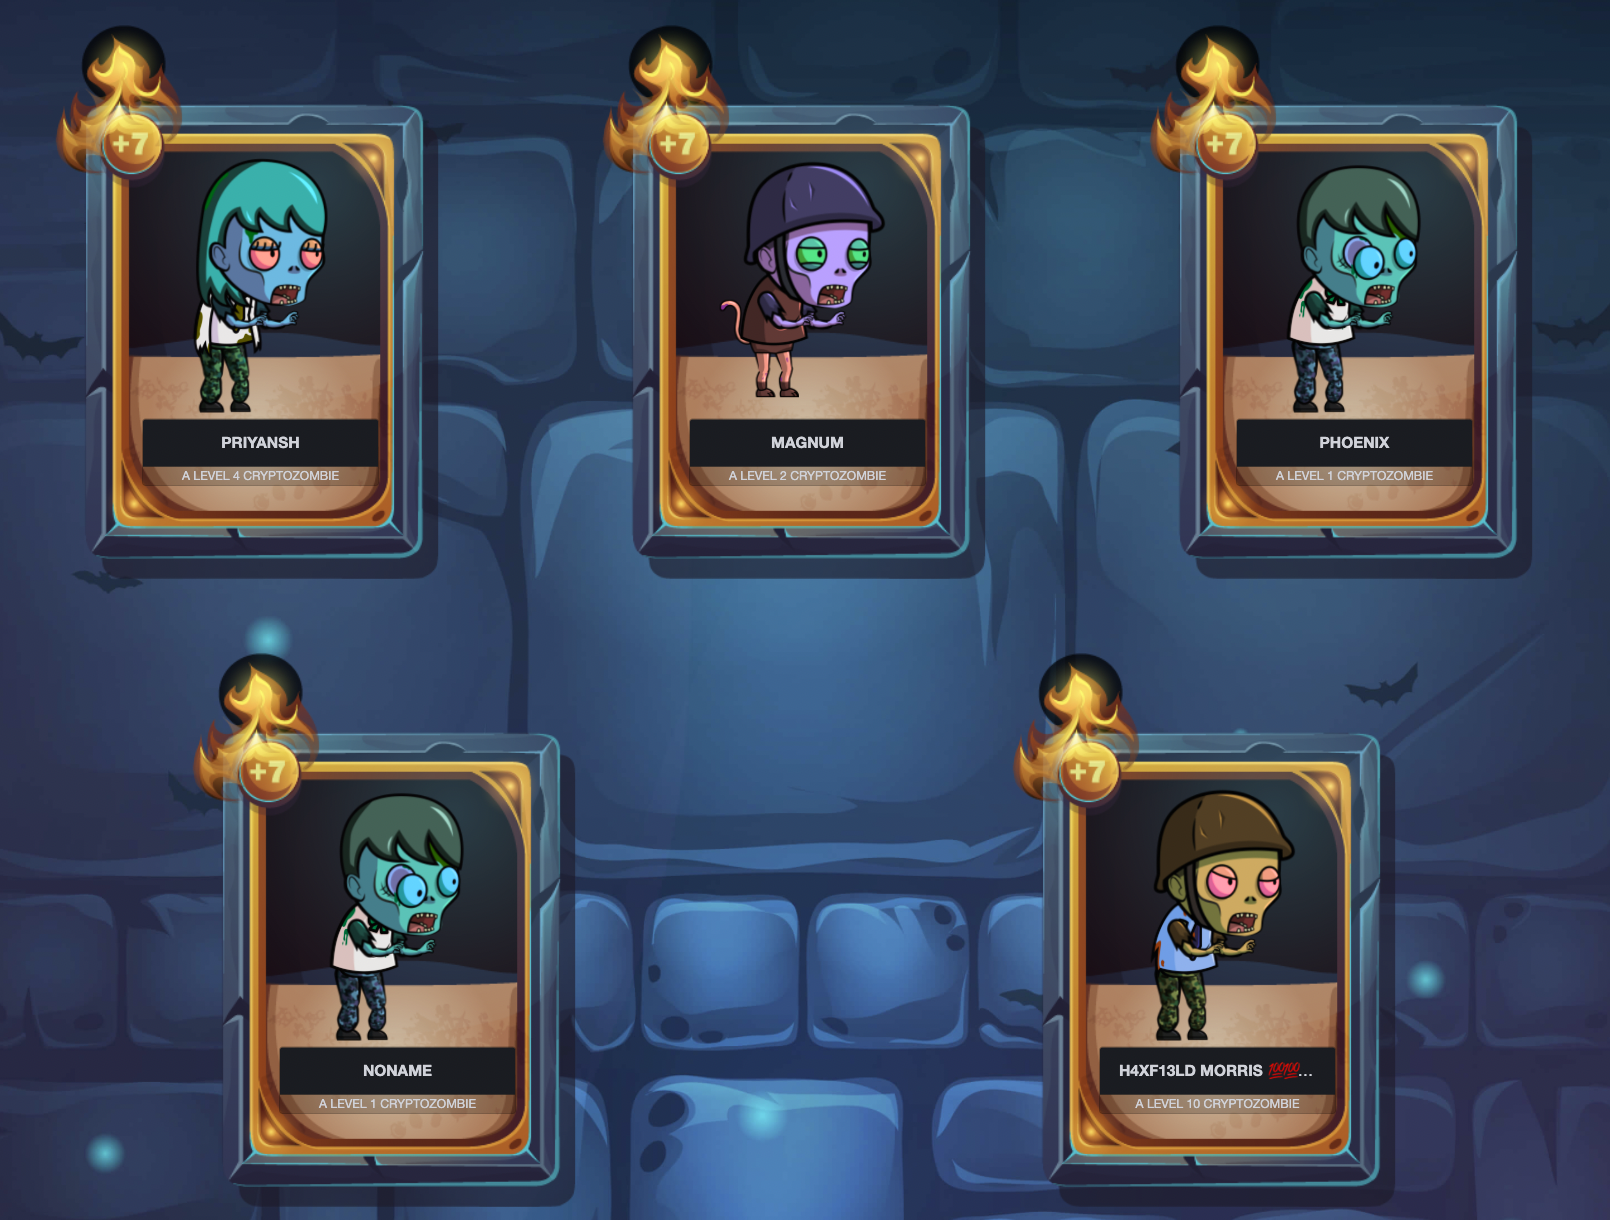 +7
PRIYANSH
A LEVEL 4 CRYPTOZOMBIE
+7
MAGNUM
A LEVEL 2 CRYPTOZOMBIE
+7
PHOENIX
A LEVEL 1 CRYPTOZOMBIE
+7
NONAME
A LEVEL 1 CRYPTOZOMBIE
+7
H4XF13LD MORRIS 💯💯...
A LEVEL 10 CRYPTOZOMBIE